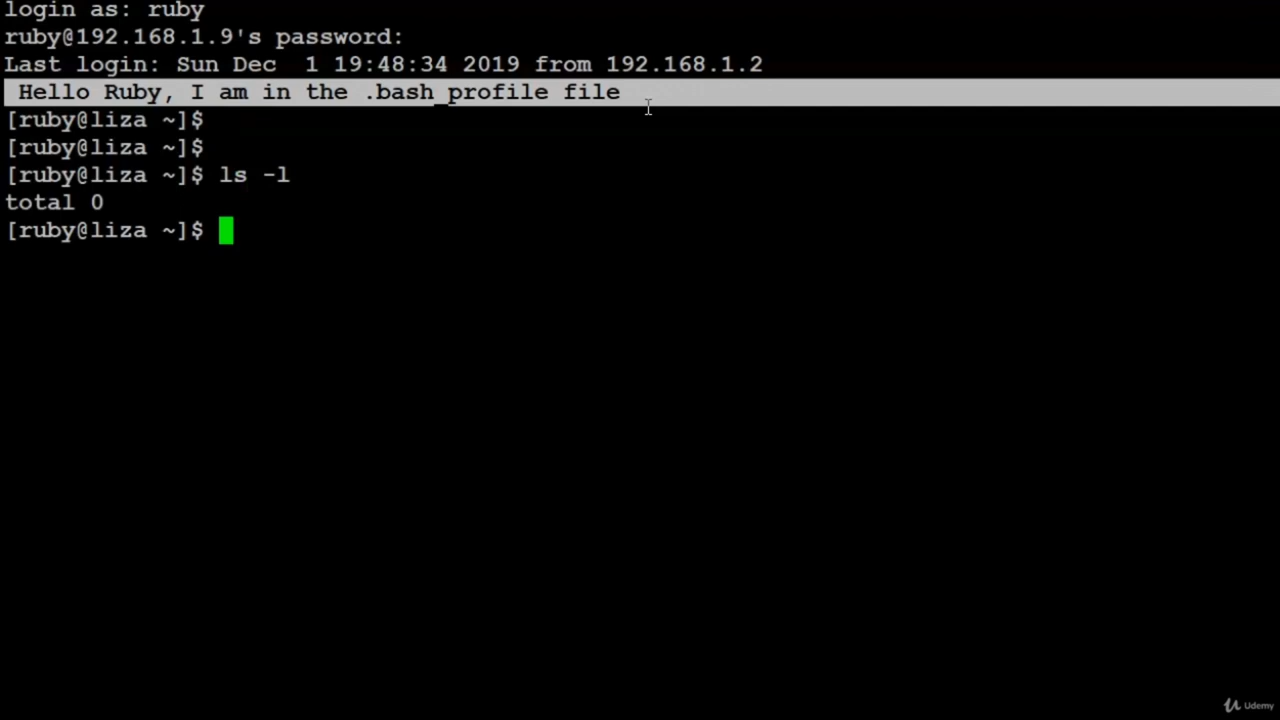 login as: ruby
ruby@192.168.1.9's password:
Last login: Sun Dec  1 19:48:34 2019 from 192.168.1.2
 Hello Ruby, I am in the .bash_profile file
[ruby@liza ~]$
[ruby@liza ~]$
[ruby@liza ~]$ ls -l
total 0
[ruby@liza ~]$
Udemy